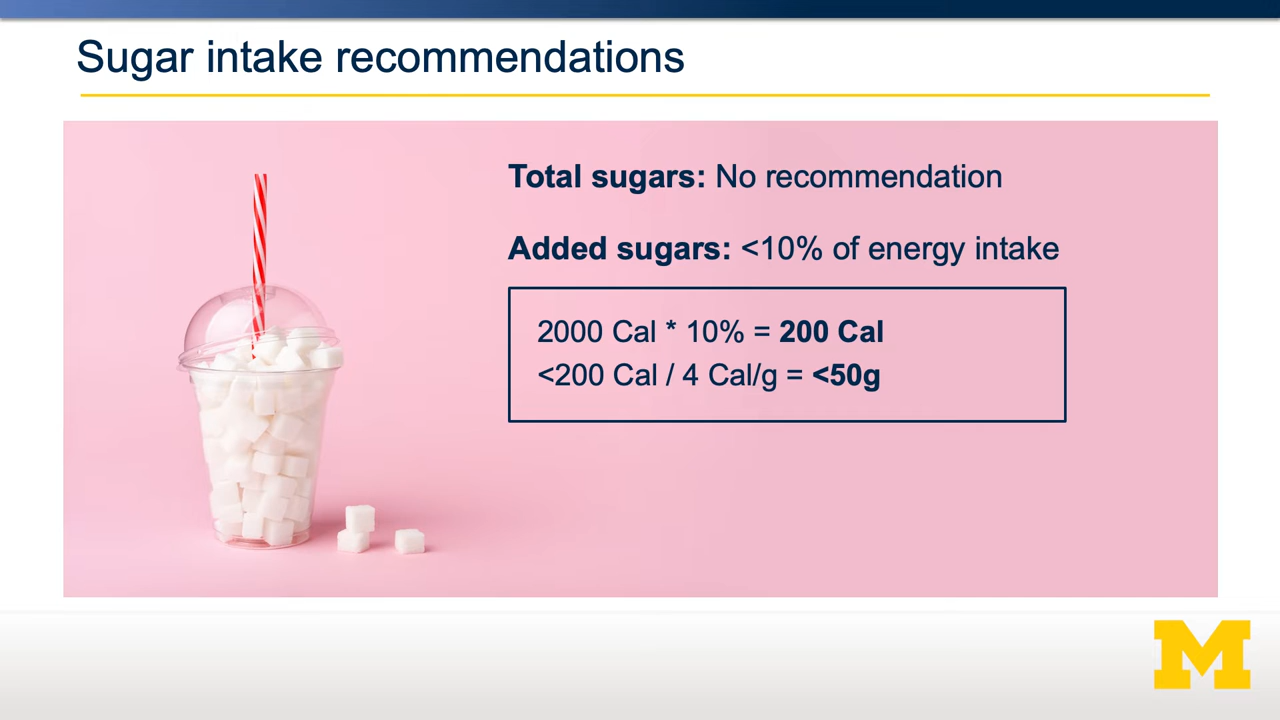 Sugar intake recommendations
Total sugars: No recommendation
Added sugars: <10% of energy intake
2000 Cal * 10% = 200 Cal
<200 Cal / 4 Cal/g = <50g
M